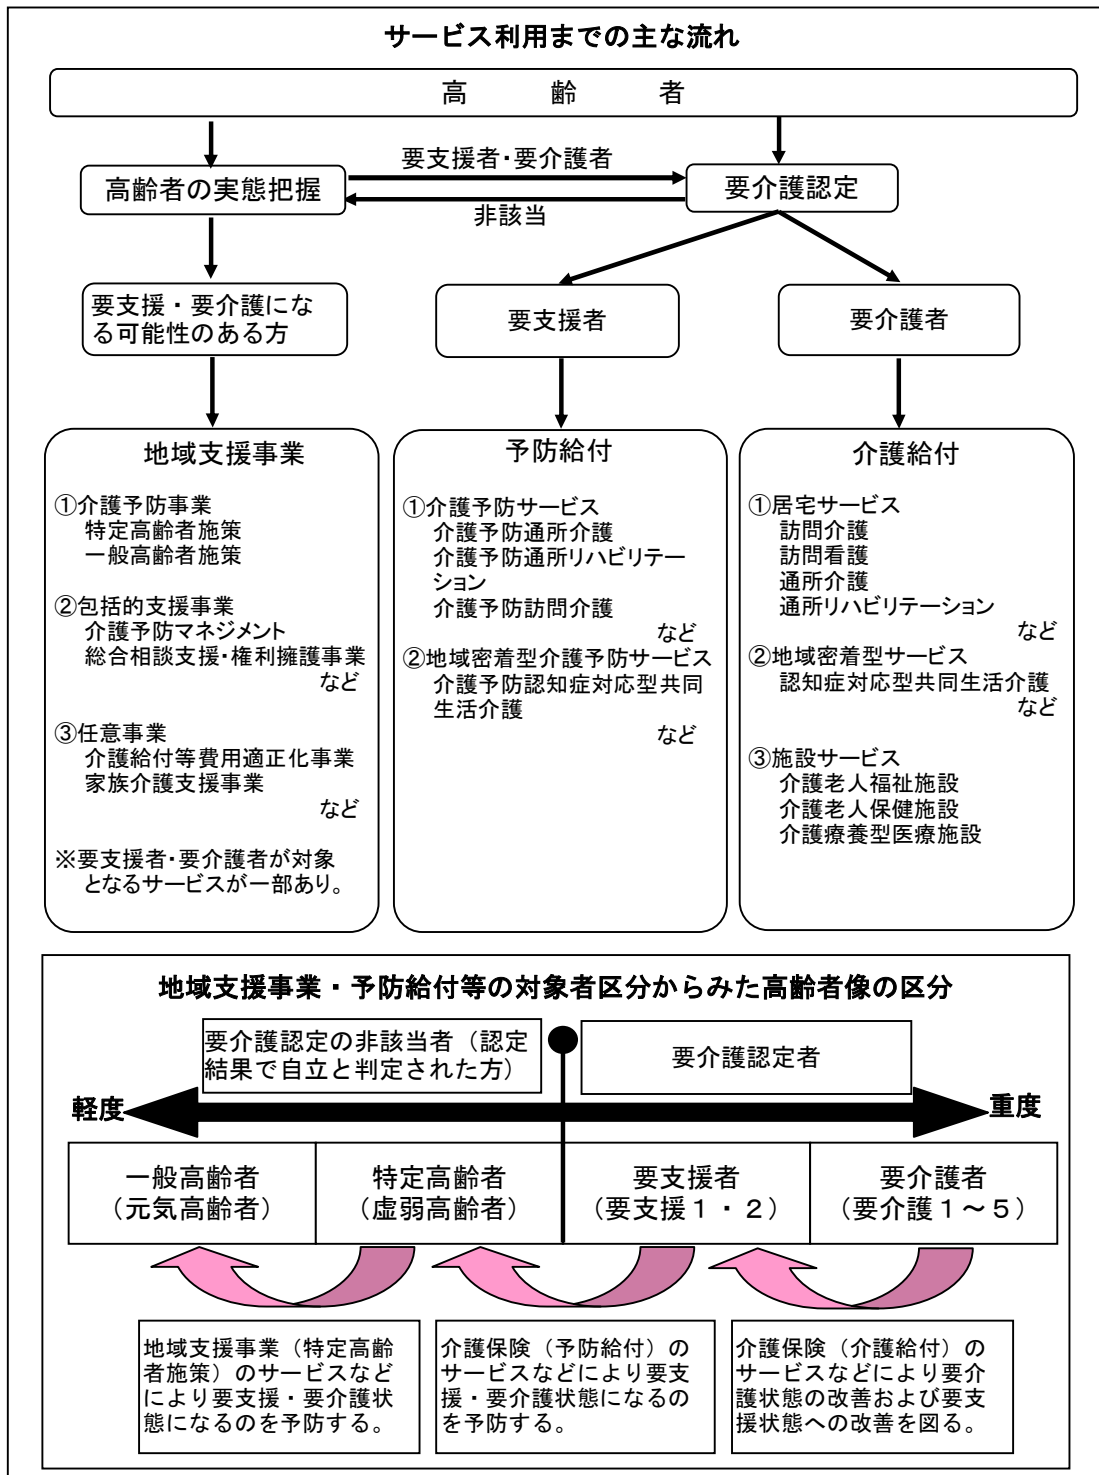 サービス利用までの主な流れ
高　　　齢　　　者
要支援者・要介護者
高齢者の実態把握
要介護認定
非該当
要支援・要介護にな
る可能性のある方
要支援者
要介護者
地域支援事業
①介護予防事業
特定高齢者施策
一般高齢者施策
②包括的支援事業
介護予防マネジメント
総合相談支援・権利擁護事業
など
③任意事業
介護給付等費用適正化事業
家族介護支援事業
など
※要支援者・要介護者が対象
となるサービスが一部あり。
予防給付
①介護予防サービス
介護予防通所介護
介護予防通所リハビリテー
ション
介護予防訪問介護
など
②地域密着型介護予防サービス
介護予防認知症対応型共同
生活介護
など
介護給付
①居宅サービス
訪問介護
訪問看護
通所介護
通所リハビリテーション
など
②地域密着型サービス
認知症対応型共同生活介護
など
③施設サービス
介護老人福祉施設
介護老人保健施設
介護療養型医療施設
地域支援事業・予防給付等の対象者区分からみた高齢者像の区分
要介護認定の非該当者（認定
結果で自立と判定された方）
要介護認定者
軽度
重度
一般高齢者
（元気高齢者）
特定高齢者
（虚弱高齢者）
要支援者
（要支援１・２）
要介護者
（要介護１～５）
地域支援事業（特定高齢
者施策）のサービスなど
により要支援・要介護状
態になるのを予防する。
介護保険（予防給付）の
サービスなどにより要支
援・要介護状態になるの
を予防する。
介護保険（介護給付）の
サービスなどにより要介
護状態の改善および要支
援状態への改善を図る。